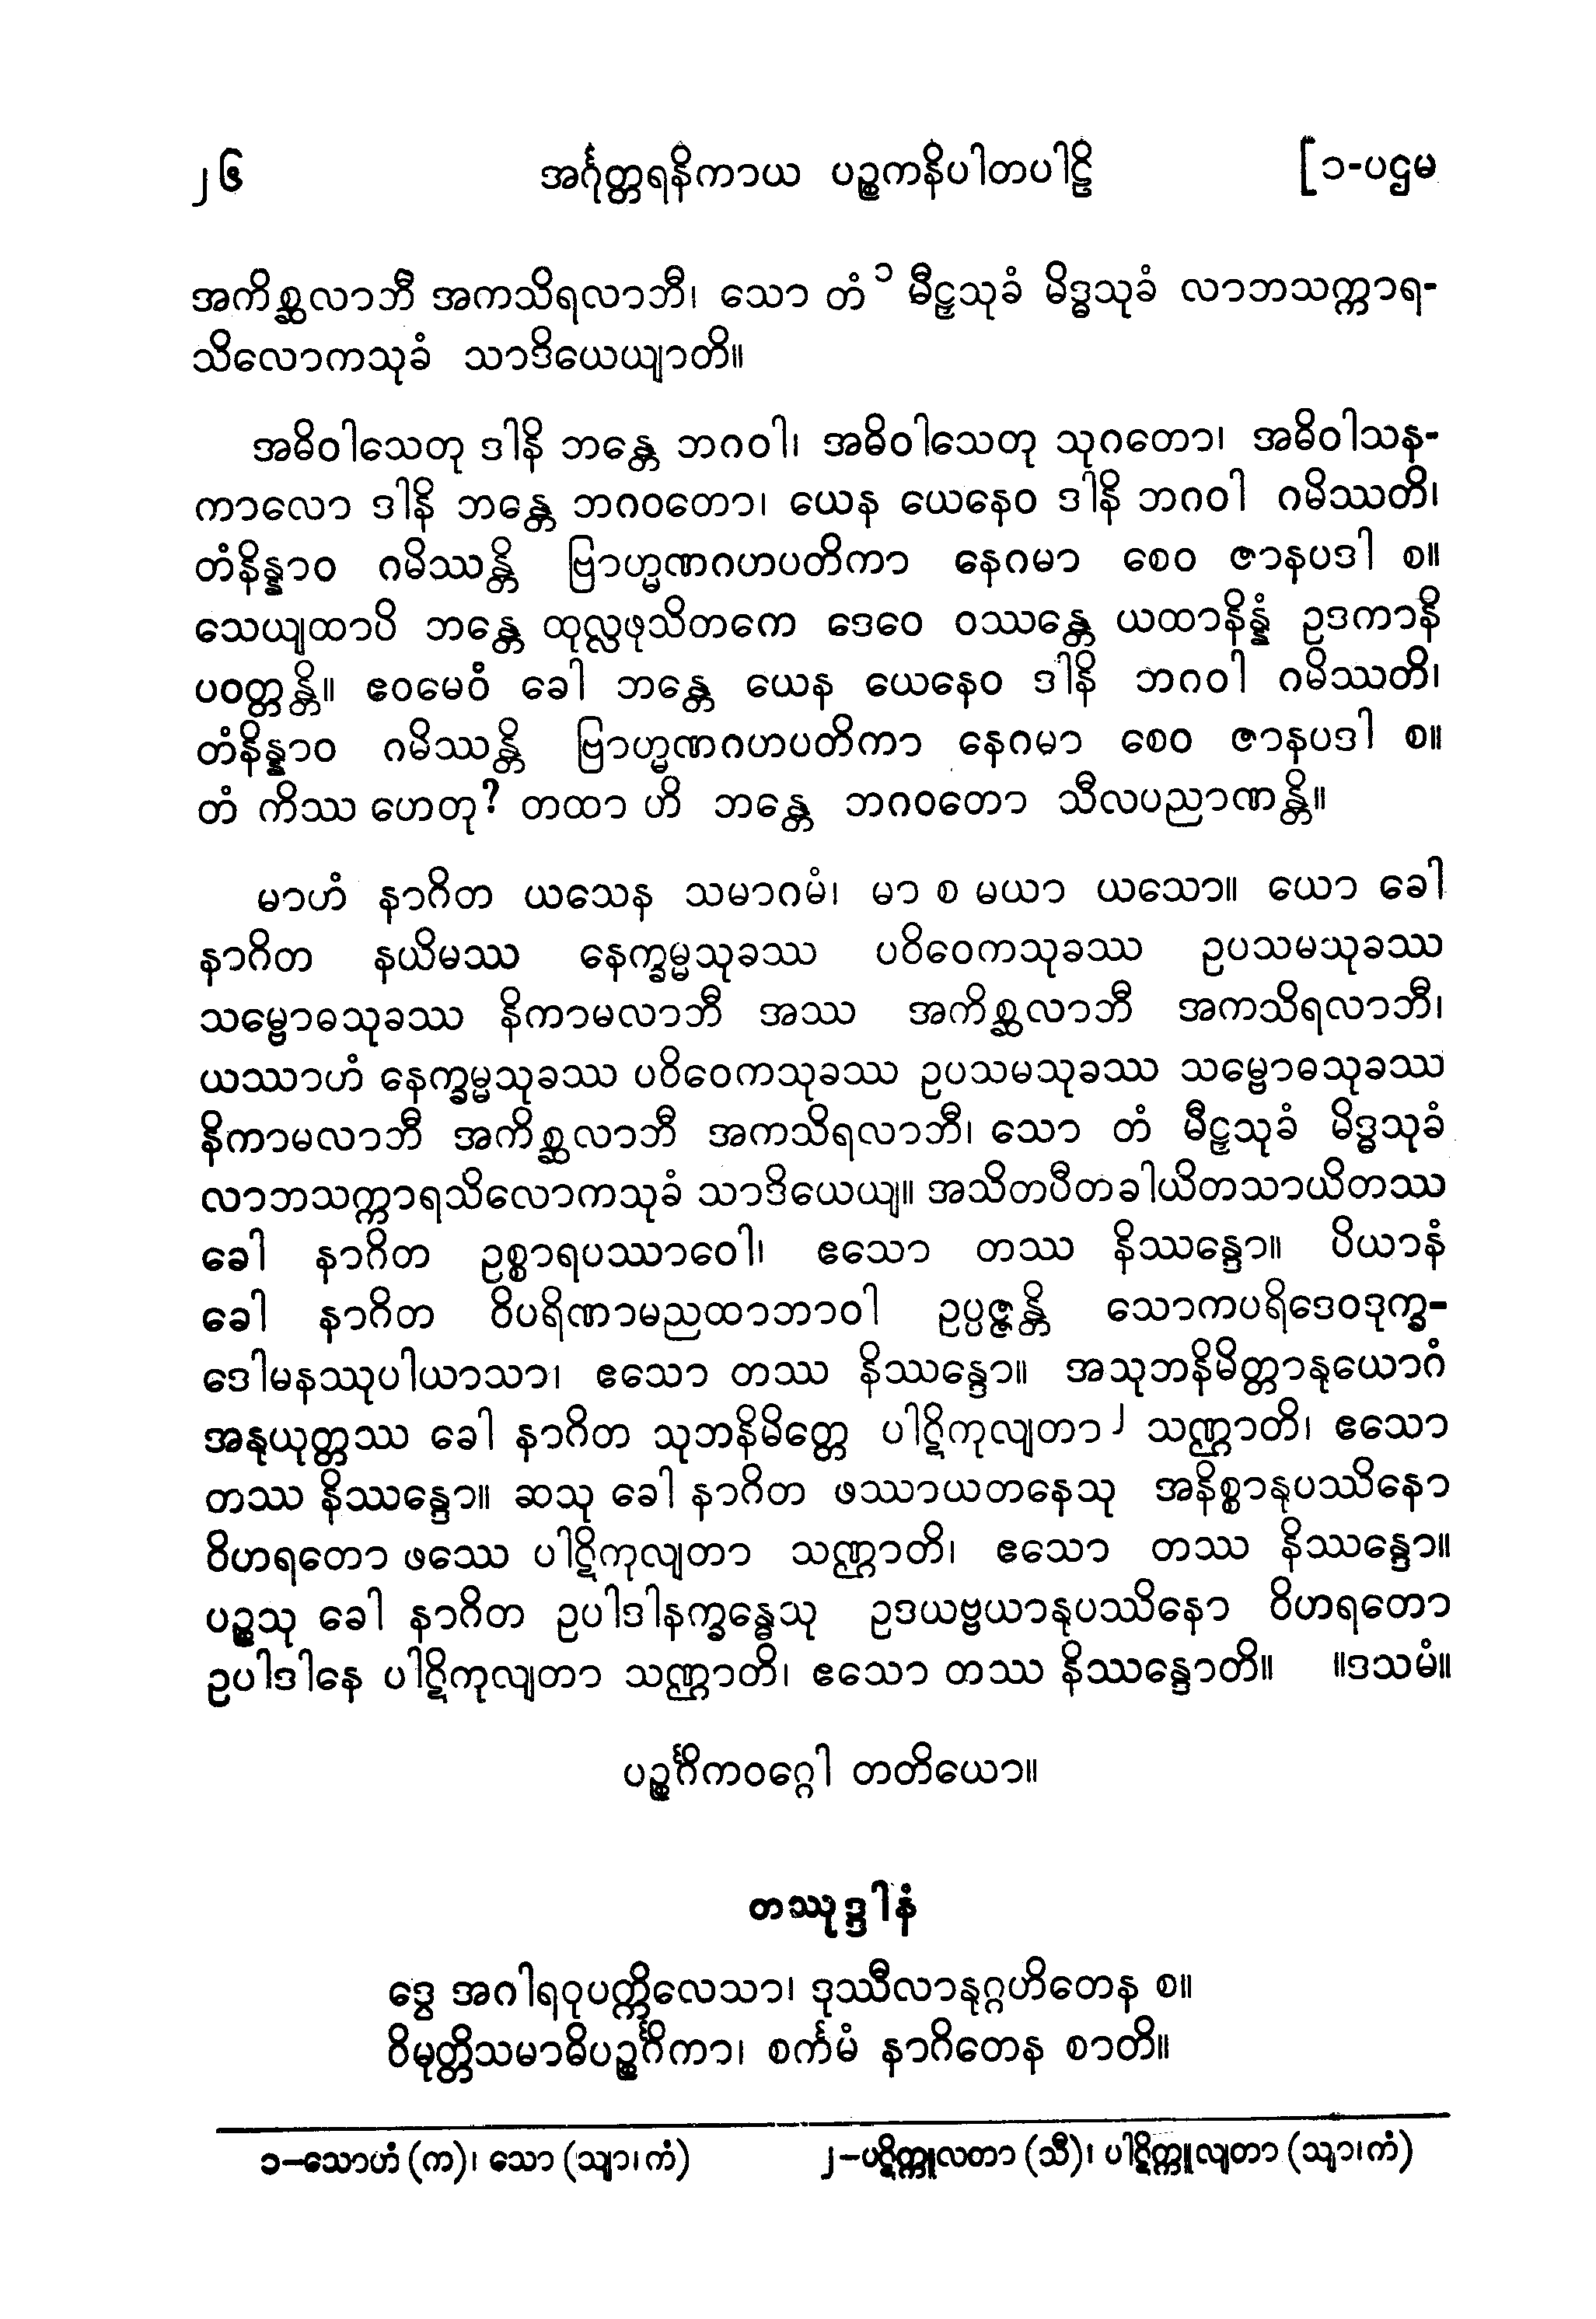 ၂၆ အင်္ဂုတ္တရနိကာယ ပဉ္စကနိပါတပါဠိ [၁-ပဌမ
အကိစ္ဆလာဘီ အကသိရလာဘီ၊ သော တံ ၁ မီဠှသုခံ မိဒ္ဓသုခံ လာဘသက္ကာရ-
သိလောကသုခံ သာဒိယေယျာတိ။
အဓိဝါသေတု ဒါနိ ဘန္တေ ဘဂဝါ၊ အဓိဝါသေတု သုဂတော၊ အဓိဝါသန-
ကာလော ဒါနိ ဘန္တေ ဘဂဝတော၊ ယေန ယေနေဝ ဒါနိ ဘဂဝါ ဂမိဿတိ၊
တံနိန္နာဝ ဂမိဿန္တိ ဗြာဟ္မဏဂဟပတိကာ နေဂမာ စေဝ ဇာနပဒါ စ။
သေယျထာပိ ဘန္တေ ထုလ္လဖုသိတကေ ဒေဝေ ဝဿန္တေ ယထာနိန္နံ ဥဒကာနိ
ပဝတ္တန္တိ။ ဧဝမေဝံ ခေါ ဘန္တေ ယေန ယေနေဝ ဒါနိ ဘဂဝါ ဂမိဿတိ၊
တံနိန္နာဝ ဂမိဿန္တိ ဗြာဟ္မဏဂဟပတိကာ နေဂမာ စေဝ ဇာနပဒါ စ။
တံ ကိဿ ဟေတု? တထာ ဟိ ဘန္တေ ဘဂဝတော သီလပညာဏန္တိ။
မာဟံ နာဂိတ ယသေန သမာဂမံ၊ မာ စ မယာ ယသော။ ယော ခေါ
နာဂိတ နယိမဿ နေက္ခမ္မသုခဿ ပဝိဝေကသုခဿ ဥပသမသုခဿ
သမ္ဗောဓသုခဿ နိကာမလာဘီ အဿ အကိစ္ဆလာဘီ အကသိရလာဘီ၊
ယဿာဟံ နေက္ခမ္မသုခဿ ပဝိဝေကသုခဿ ဥပသမသုခဿ သမ္ဗောဓသုခဿ
နိကာမလာဘီ အကိစ္ဆလာဘီ အကသိရလာဘီ၊ သော တံ မီဠှသုခံ မိဒ္ဓသုခံ
လာဘသက္ကာရသိလောကသုခံ သာဒိယေယျ။ အသိတပီတခါယိတသာယိတဿ
ခေါ နာဂိတ ဥစ္စာရပဿာဝေါ၊ ဧသော တဿ နိဿန္ဒော။ ပိယာနံ
ခေါ နာဂိတ ဝိပရိဏာမညထာဘာဝါ ဥပ္ပဇ္ဇန္တိ သောကပရိဒေဝဒုက္ခ-
ဒေါမနဿုပါယာသာ၊ ဧသော တဿ နိဿန္ဒော။ အသုဘနိမိတ္တာနုယောဂံ
အနုယုတ္တဿ ခေါ နာဂိတ သုဘနိမိတ္တေ ပါဋိကုလျတာ ၂ သဏ္ဌာတိ၊ ဧသော
တဿ နိဿန္ဒော။ ဆသု ခေါ နာဂိတ ဖဿာယတနေသု အနိစ္စာနုပဿိနော
ဝိဟရတော ဖဿေ ပါဋိကုလျတာ သဏ္ဌာတိ၊ ဧသော တဿ နိဿန္ဒော။
ပဉ္စသု ခေါ နာဂိတ ဥပါဒါနက္ခန္ဓေသု ဥဒယဗ္ဗယာနုပဿိနော ဝိဟရတော
ဥပါဒါနေ ပါဋိကုလျတာ သဏ္ဌာတိ၊ ဧသော တဿ နိဿန္ဒောတိ။ ။ဒသမံ။
ပဉ္စင်္ဂိကဝဂ္ဂေါ တတိယော။
တဿုဒ္ဒါနံ
ဒွေ အဂါရဝုပက္ကိလေသာ၊ ဒုဿီလာနုဂ္ဂဟိတေန စ။
ဝိမုတ္တိသမာဓိပဉ္စင်္ဂိကာ၊ စင်္ကမံ နာဂိတေန စာတိ။
၁–သောဟံ (က)၊ သော (သျာ၊ကံ) ၂–ပဋိက္ကူလတာ (သီ)၊ ပါဋိက္ကူလျတာ (သျာ၊ကံ)